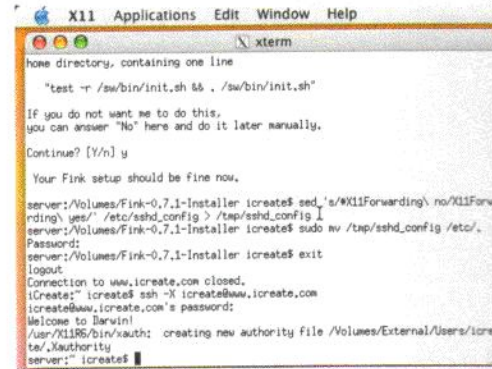 X11 Applications Edit Window Help
xterm
home directory, containing one line
"test -r /sw/bin/init.sh && . /sw/bin/init.sh"
If you do not want me to do this,
you can answer "No" here and do it later manually.
Continue? [Y/n] y
Your Fink setup should be fine now.
server:/Volumes/Fink-0.7.1-Installer icreate$ sed 's/#X11Forwarding\ no/X11Forwa
rding\ yes/' /etc/sshd_config > /tmp/sshd_config
server:/Volumes/Fink-0.7.1-Installer icreate$ sudo mv /tmp/sshd_config /etc/.
Password:
server:/Volumes/Fink-0.7.1-Installer icreate$ exit
logout
Connection to www.icreate.com closed.
iCreate:~ icreate$ ssh -X icreate@www.icreate.com
icreate@www.icreate.com's password:
Welcome to Darwin!
/usr/X11R6/bin/xauth: creating new authority file /Volumes/External/Users/icrea
te/.Xauthority
server:~ icreate$